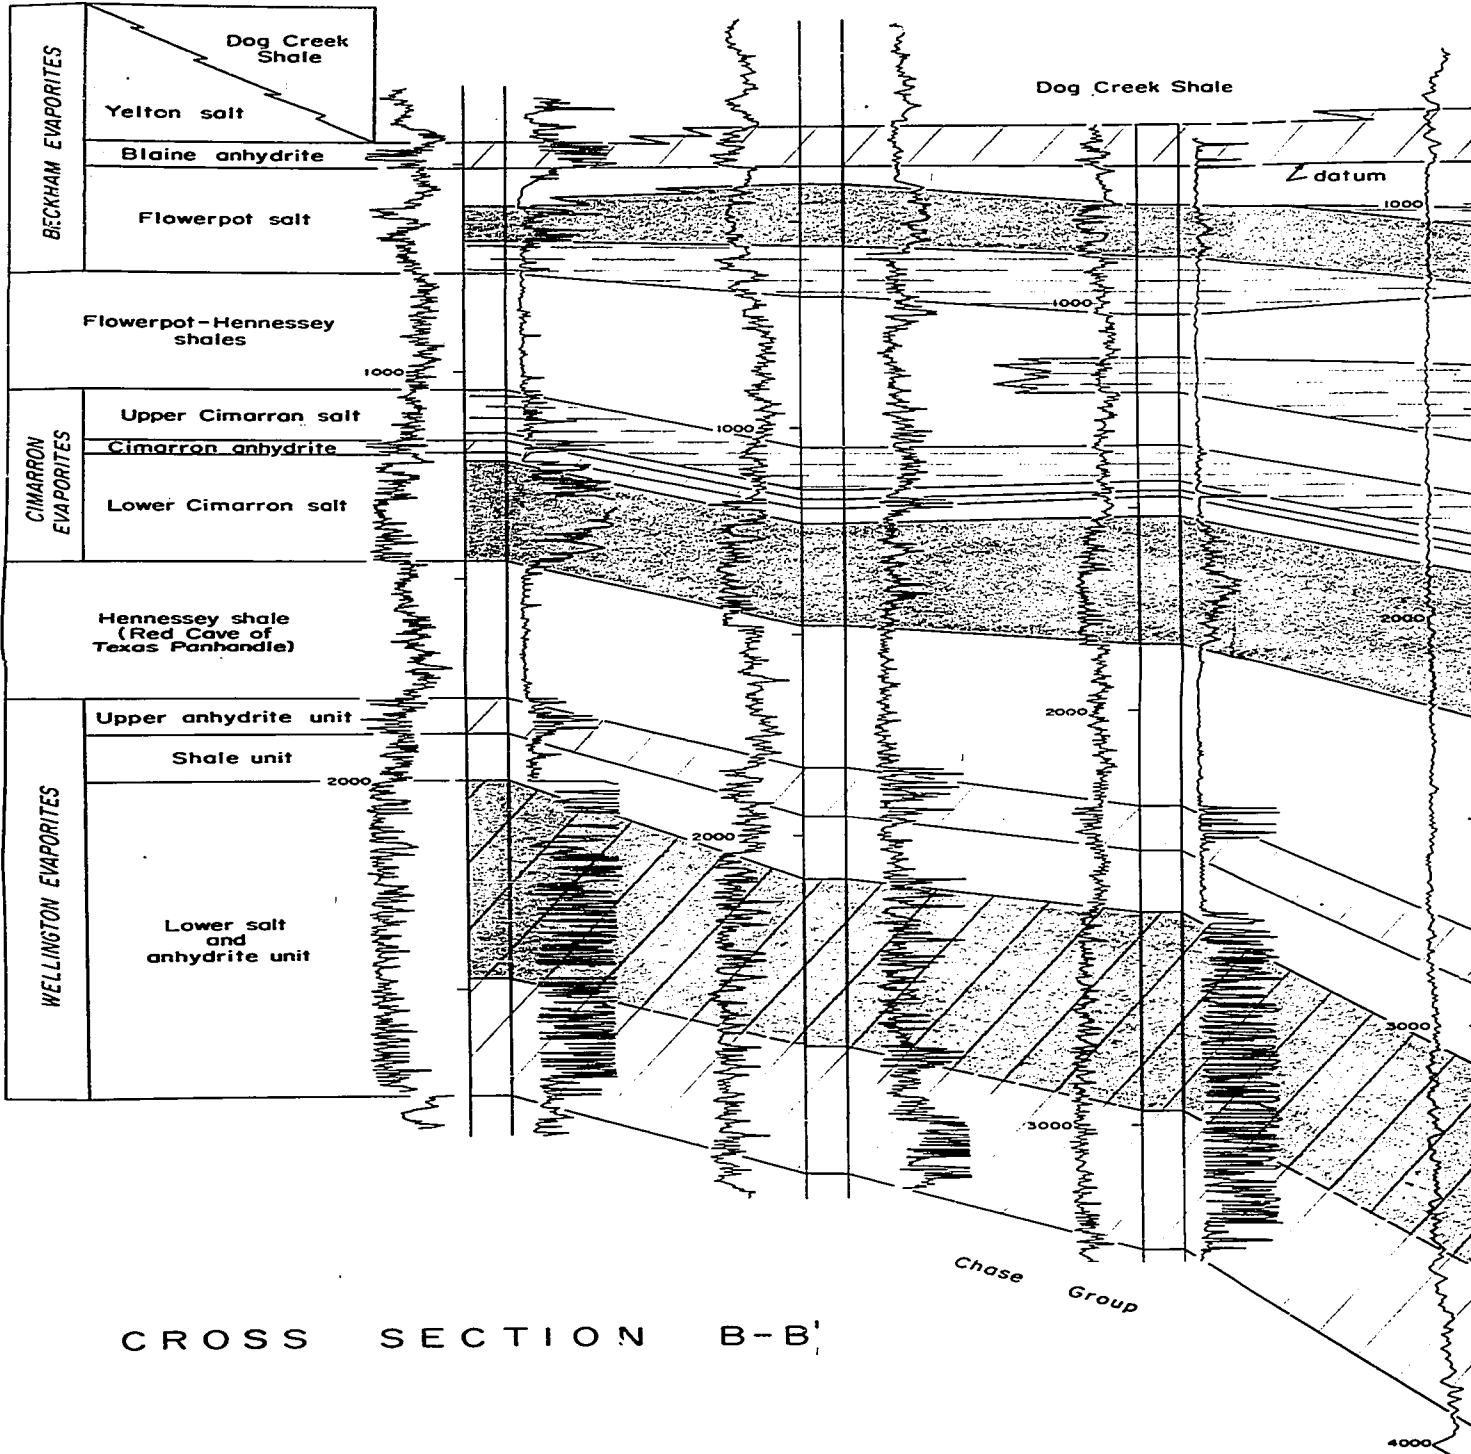 BECKHAM EVAPORITES
Dog Creek
Shale
Yelton salt
Blaine anhydrite
Flowerpot salt
Flowerpot-Hennessey
shales
CIMARRON
EVAPORITES
Upper Cimarron salt
Cimarron anhydrite
Lower Cimarron salt
Hennessey shale
(Red Cave of
Texas Panhandle)
WELLINGTON EVAPORITES
Upper anhydrite unit
Shale unit
Lower salt
and
anhydrite unit
1000
2000
1000
2000
Dog Creek Shale
datum
1000
2000
3000
1000
2000
3000
4000
Chase Group
CROSS SECTION B-B'